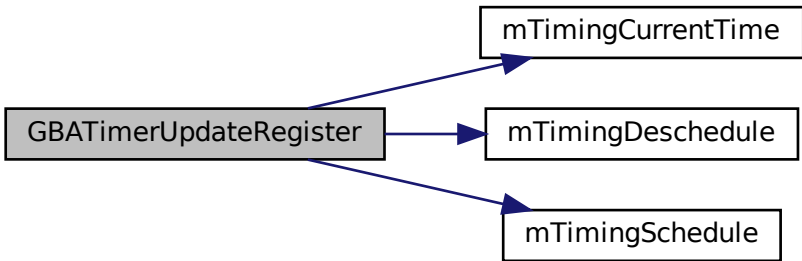 mTimingCurrentTime
GBATimerUpdateRegister
mTimingDeschedule
mTimingSchedule